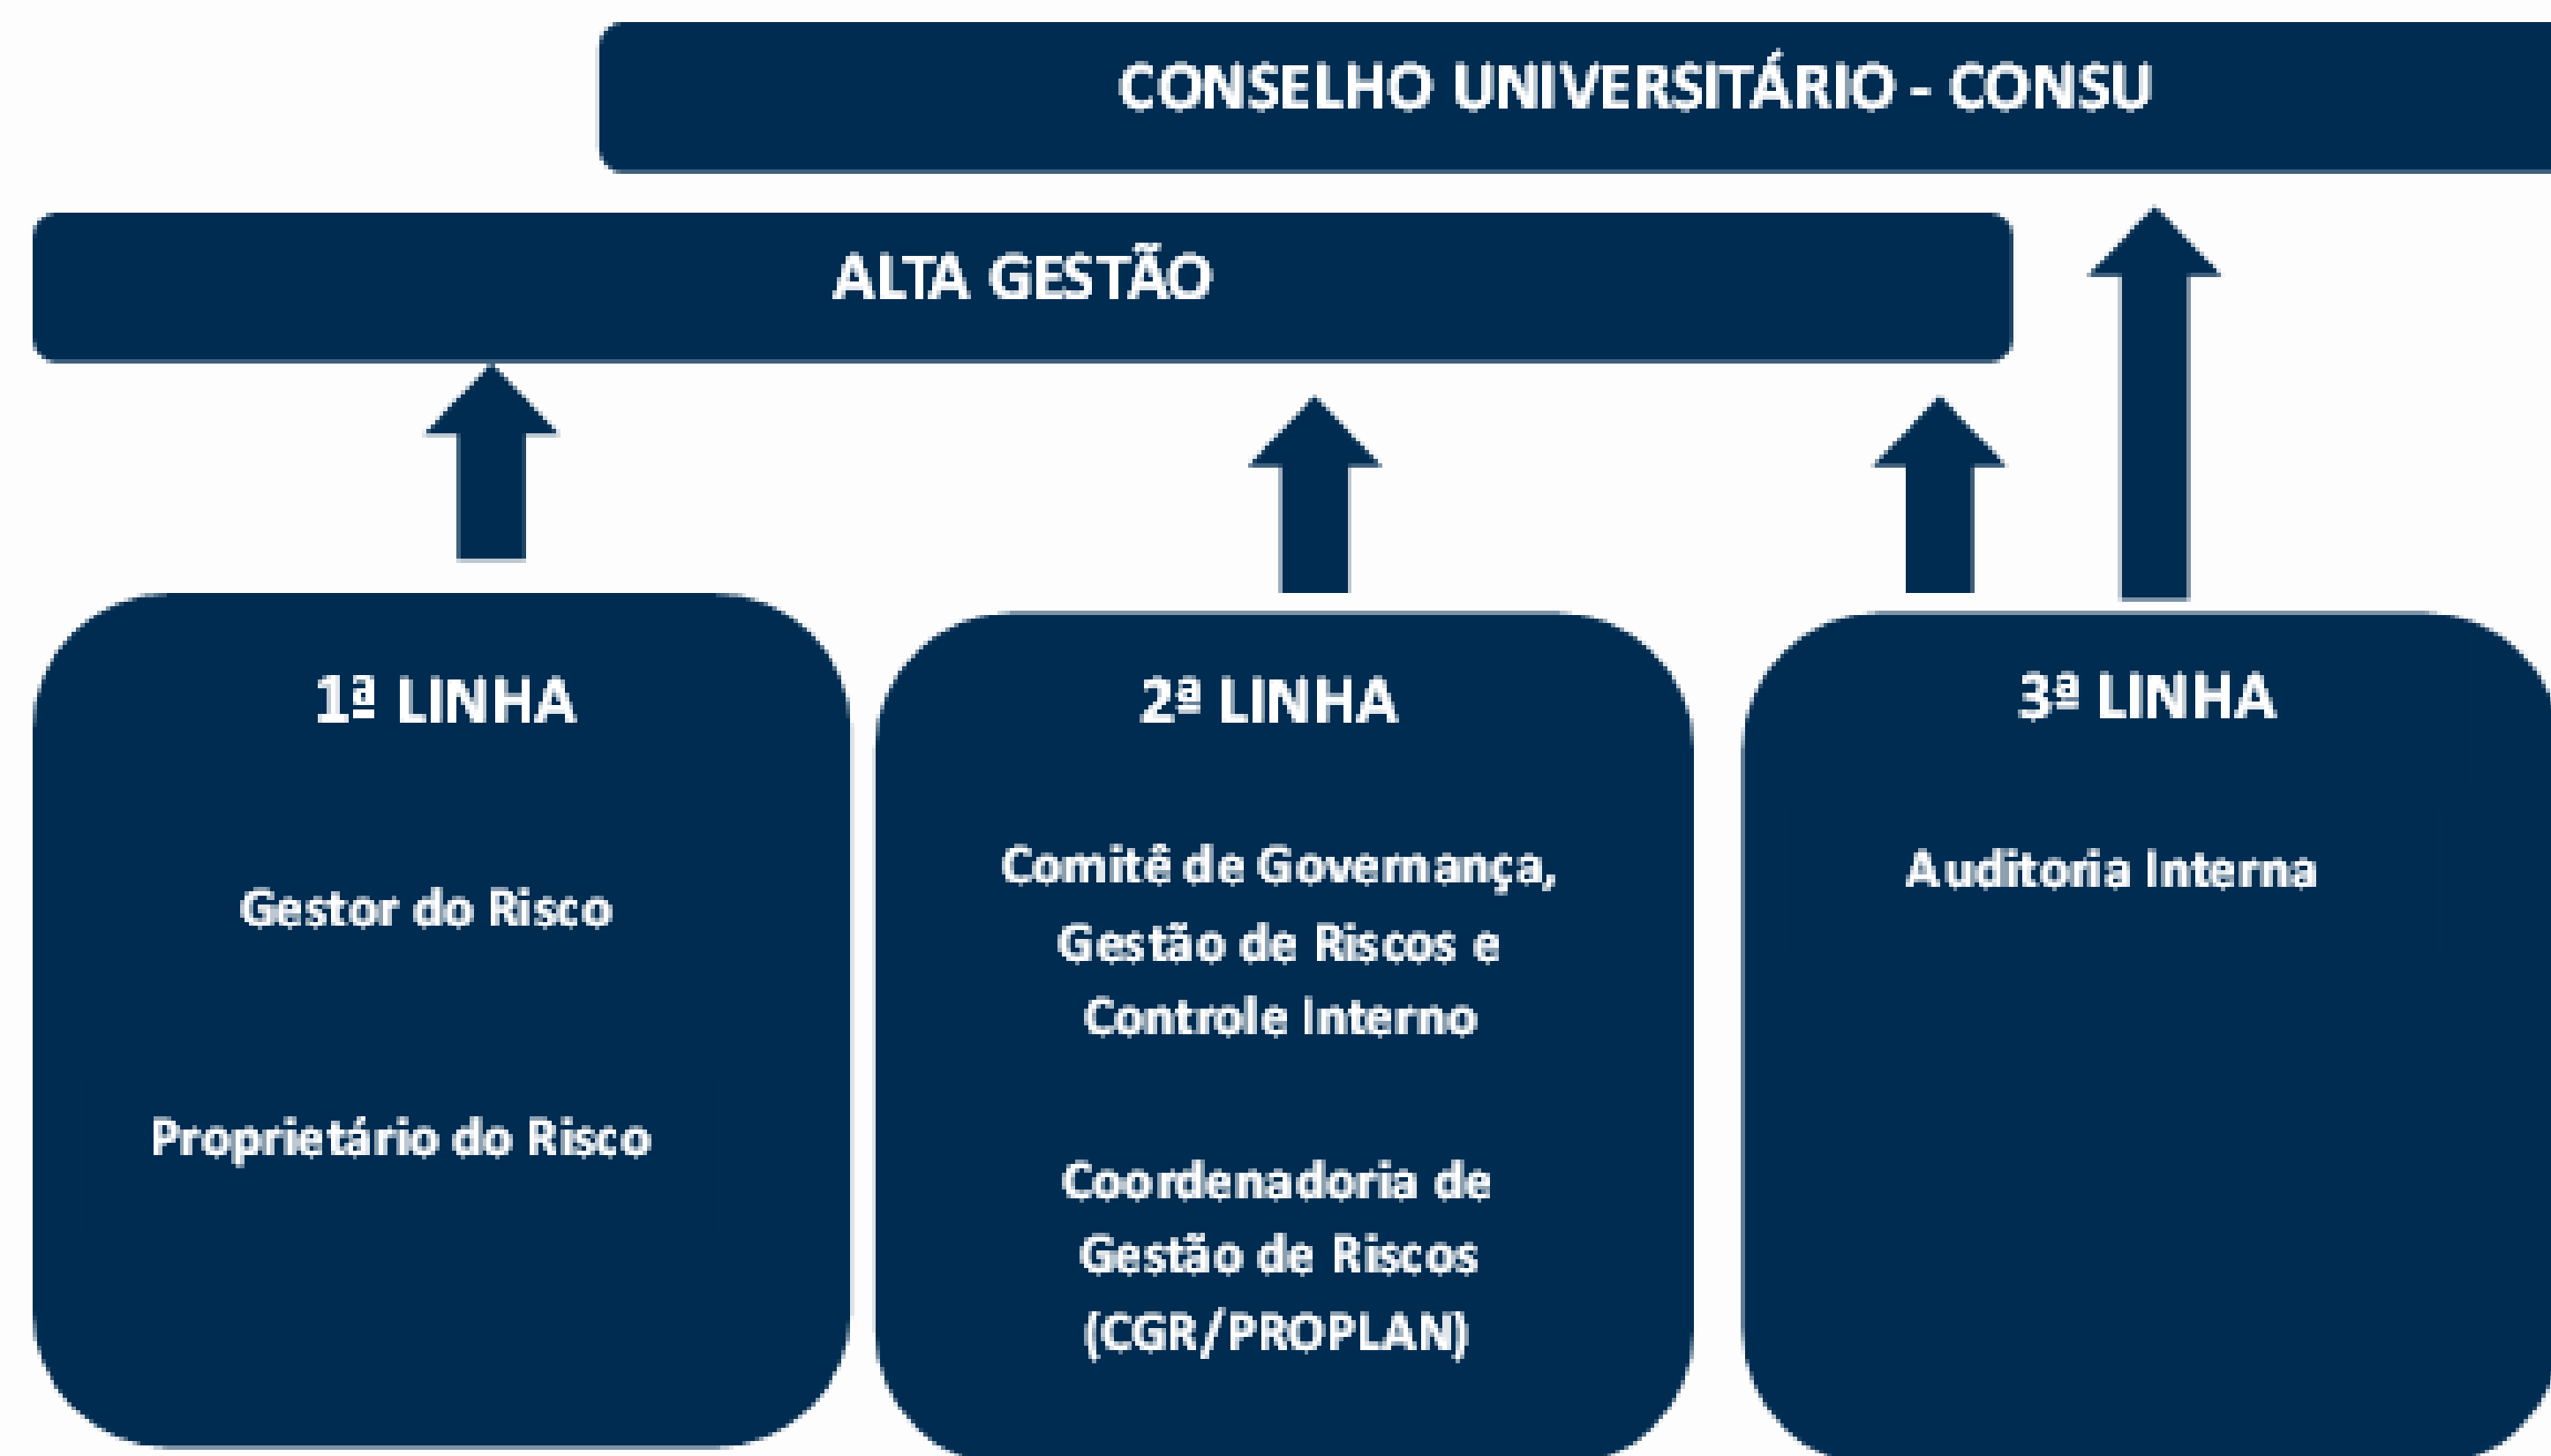 CONSELHO UNIVERSITÁRIO - CONSU
ALTA GESTÃO
1ª LINHA
Gestor do Risco
Proprietário do Risco
2ª LINHA
Comitê de Governança,
Gestão de Riscos e
Controle Interno
Coordenadoria de
Gestão de Riscos
(CGR/PROPLAN)
3ª LINHA
Auditoria Interna